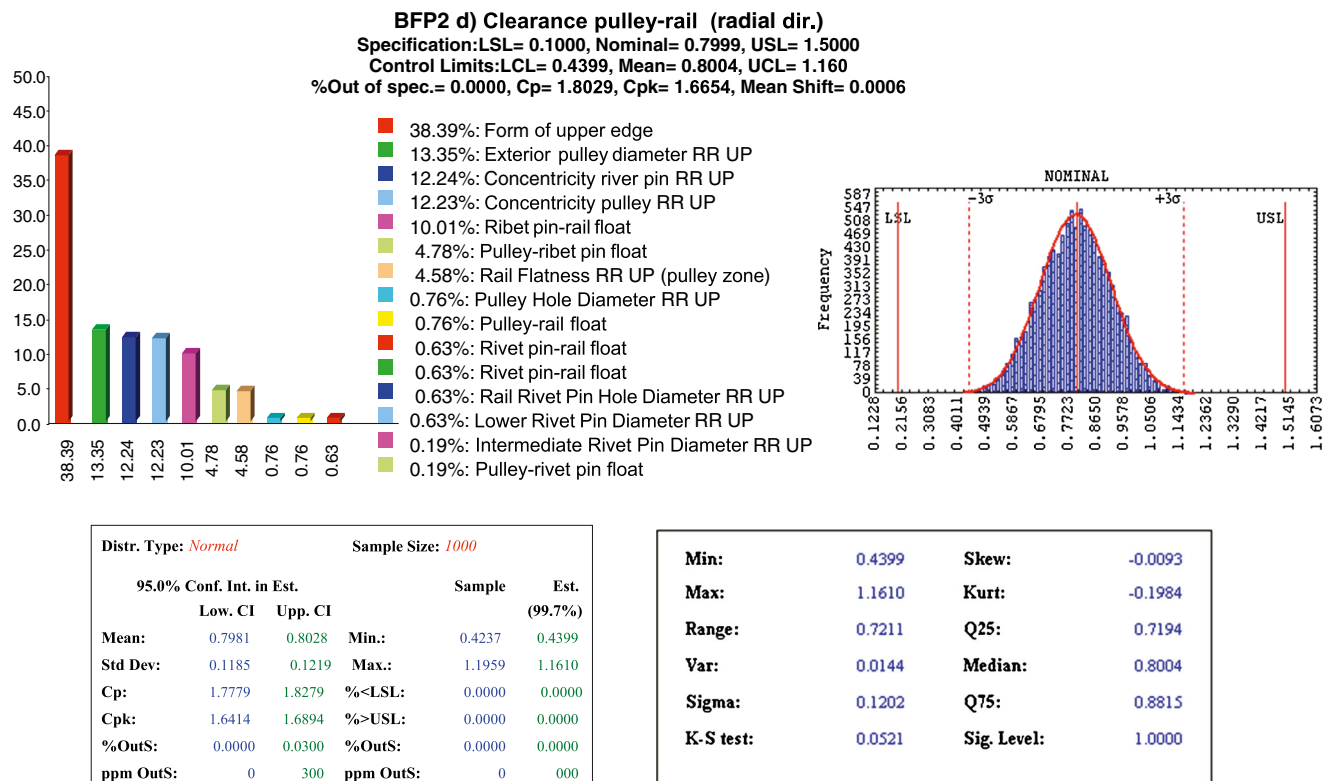 BFP2 d) Clearance pulley-rail (radial dir.)
Specification:LSL= 0.1000, Nominal= 0.7999, USL= 1.5000
Control Limits:LCL= 0.4399, Mean= 0.8004, UCL= 1.160
%Out of spec.= 0.0000, Cp= 1.8029, Cpk= 1.6654, Mean Shift= 0.0006
50.0
45.0
40.0
35.0
30.0
25.0
20.0
15.0
10.0
5.0
0.0
38.39
13.35
12.24
12.23
10.01
4.78
4.58
0.76
0.76
0.63
38.39%: Form of upper edge
13.35%: Exterior pulley diameter RR UP
12.24%: Concentricity river pin RR UP
12.23%: Concentricity pulley RR UP
10.01%: Ribet pin-rail float
4.78%: Pulley-ribet pin float
4.58%: Rail Flatness RR UP (pulley zone)
0.76%: Pulley Hole Diameter RR UP
0.76%: Pulley-rail float
0.63%: Rivet pin-rail float
0.63%: Rivet pin-rail float
0.63%: Rail Rivet Pin Hole Diameter RR UP
0.63%: Lower Rivet Pin Diameter RR UP
0.19%: Intermediate Rivet Pin Diameter RR UP
0.19%: Pulley-rivet pin float
NOMINAL
-3σ +3σ
LSL USL
Frequency
587
547
508
469
430
391
352
313
273
234
195
156
117
78
39
0
0.1228
0.2156
0.3083
0.4011
0.4939
0.5867
0.6795
0.7723
0.8650
0.9578
1.0506
1.1434
1.2362
1.3290
1.4217
1.5145
1.6073
Distr. Type: Normal Sample Size: 1000
95.0% Conf. Int. in Est. Sample Est.
Low. CI Upp. CI (99.7%)
Mean: 0.7981 0.8028 Min.: 0.4237 0.4399
Std Dev: 0.1185 0.1219 Max.: 1.1959 1.1610
Cp: 1.7779 1.8279 %<LSL: 0.0000 0.0000
Cpk: 1.6414 1.6894 %>USL: 0.0000 0.0000
%OutS: 0.0000 0.0300 %OutS: 0.0000 0.0000
ppm OutS: 0 300 ppm OutS: 0 000
Min: 0.4399 Skew: -0.0093
Max: 1.1610 Kurt: -0.1984
Range: 0.7211 Q25: 0.7194
Var: 0.0144 Median: 0.8004
Sigma: 0.1202 Q75: 0.8815
K-S test: 0.0521 Sig. Level: 1.0000